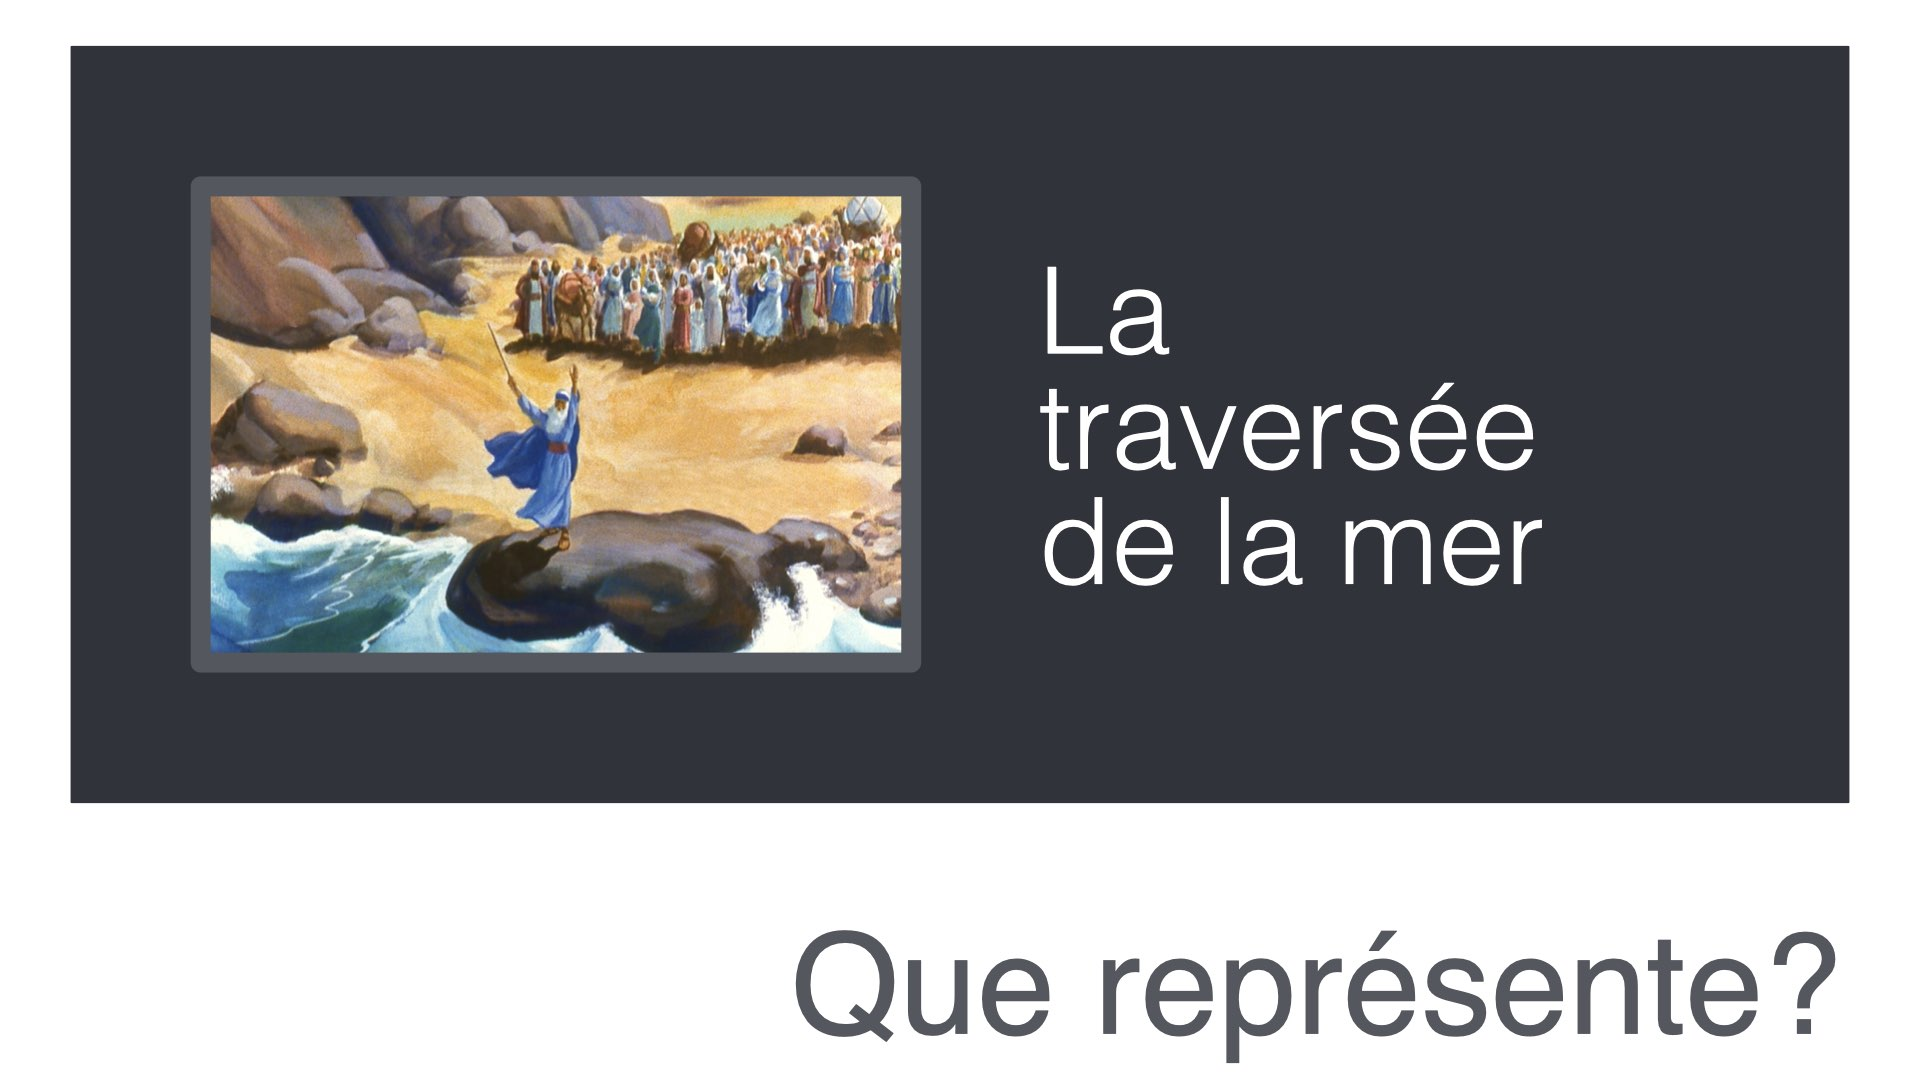 La
traversée
de la mer
Que représente?